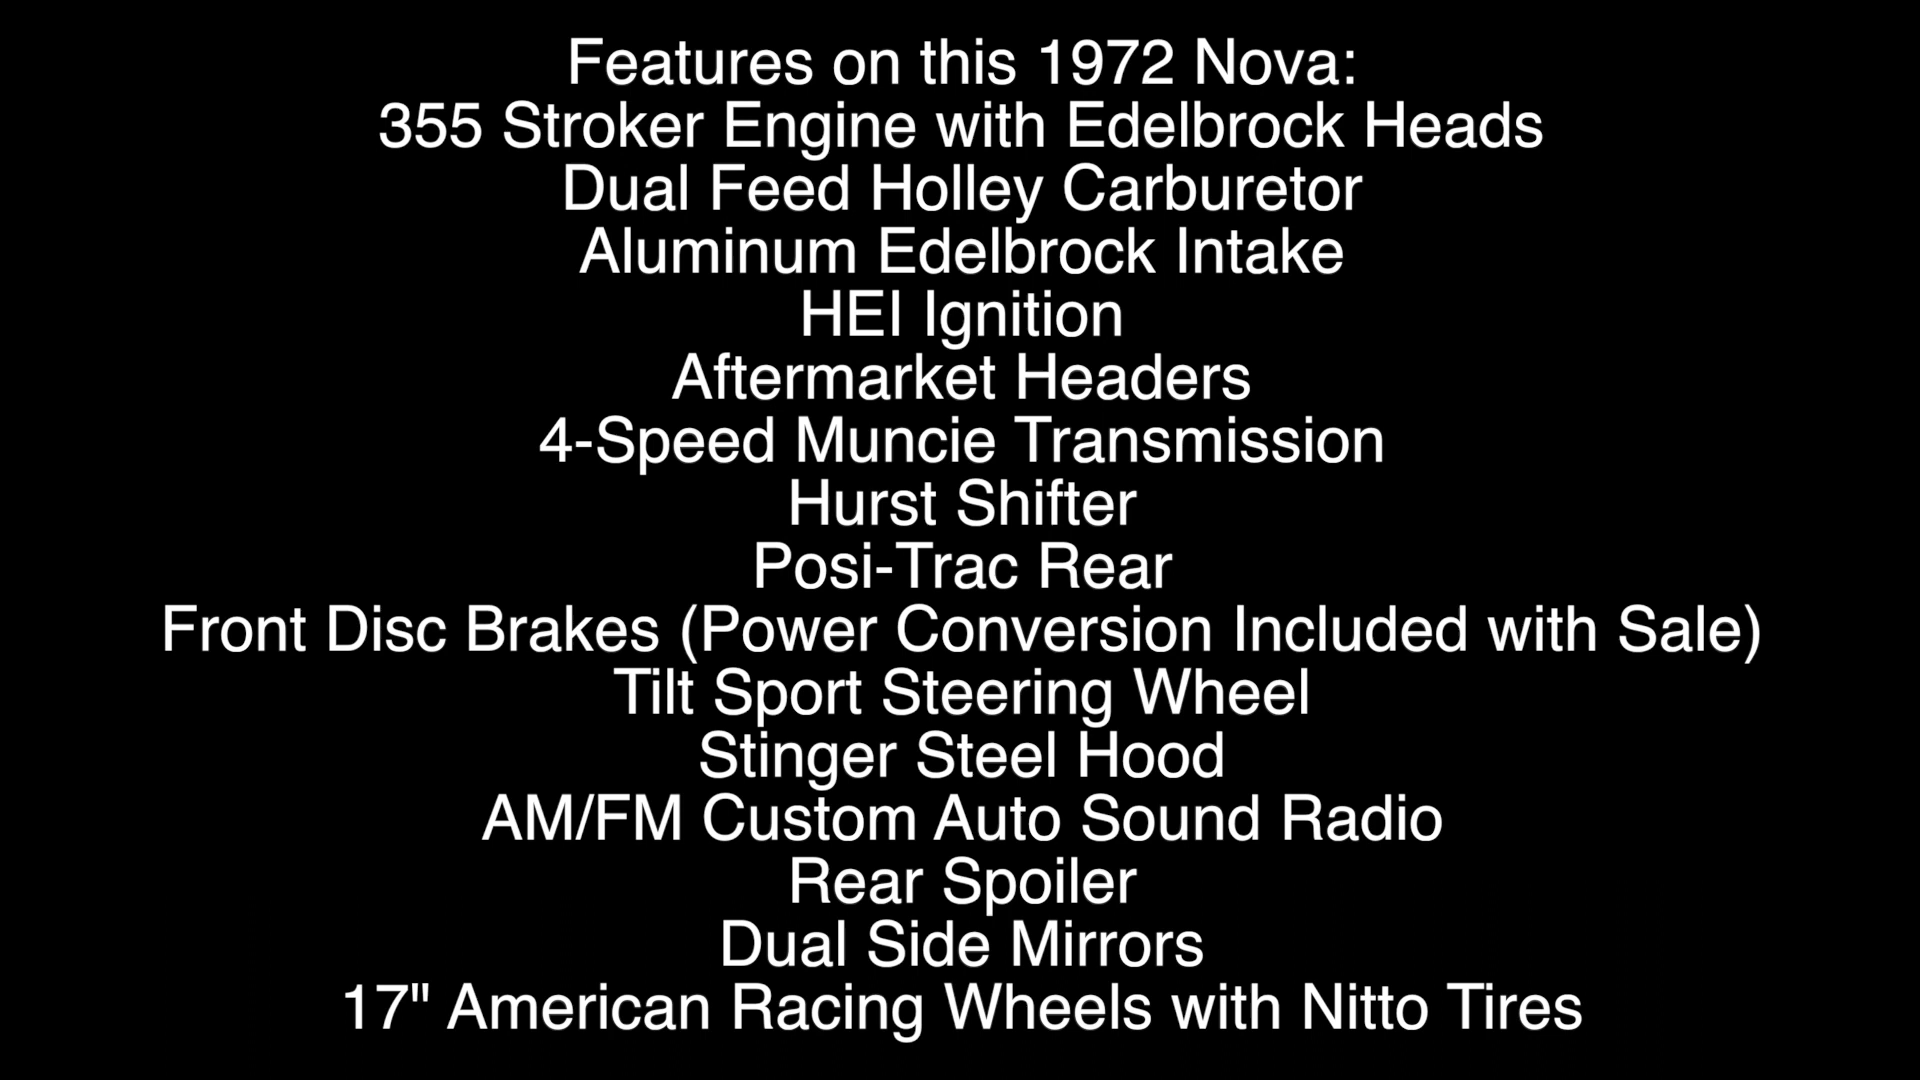 Features on this 1972 Nova:
355 Stroker Engine with Edelbrock Heads
Dual Feed Holley Carburetor
Aluminum Edelbrock Intake
HEI Ignition
Aftermarket Headers
4-Speed Muncie Transmission
Hurst Shifter
Posi-Trac Rear
Front Disc Brakes (Power Conversion Included with Sale)
Tilt Sport Steering Wheel
Stinger Steel Hood
AM/FM Custom Auto Sound Radio
Rear Spoiler
Dual Side Mirrors
17" American Racing Wheels with Nitto Tires